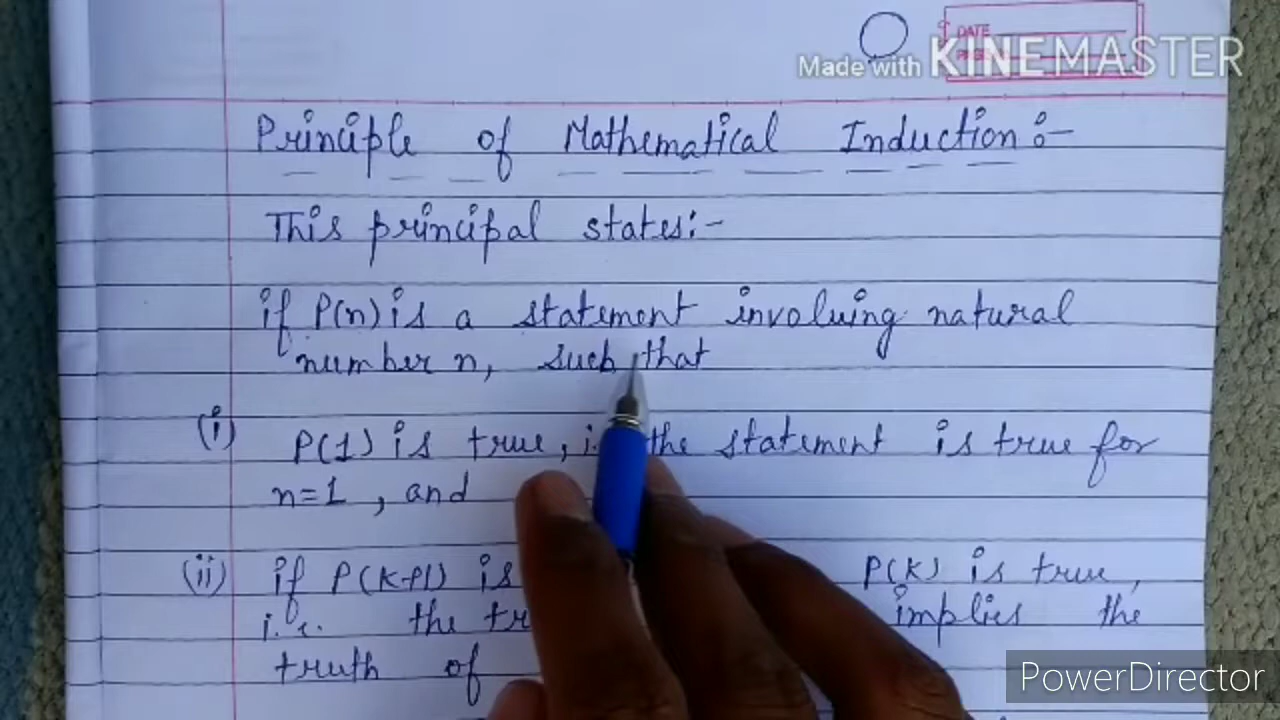 DATE
Made with KINEMASTER
Principle of Mathematical Induction:-
This principal states:-
if P(n) is a statement involving natural
number n, such that
(i) P(1) is true, i. the statement is true for
n=1, and
(ii) if P(K+1) is P(K) is true,
i.e. the tr implies the
truth of
PowerDirector